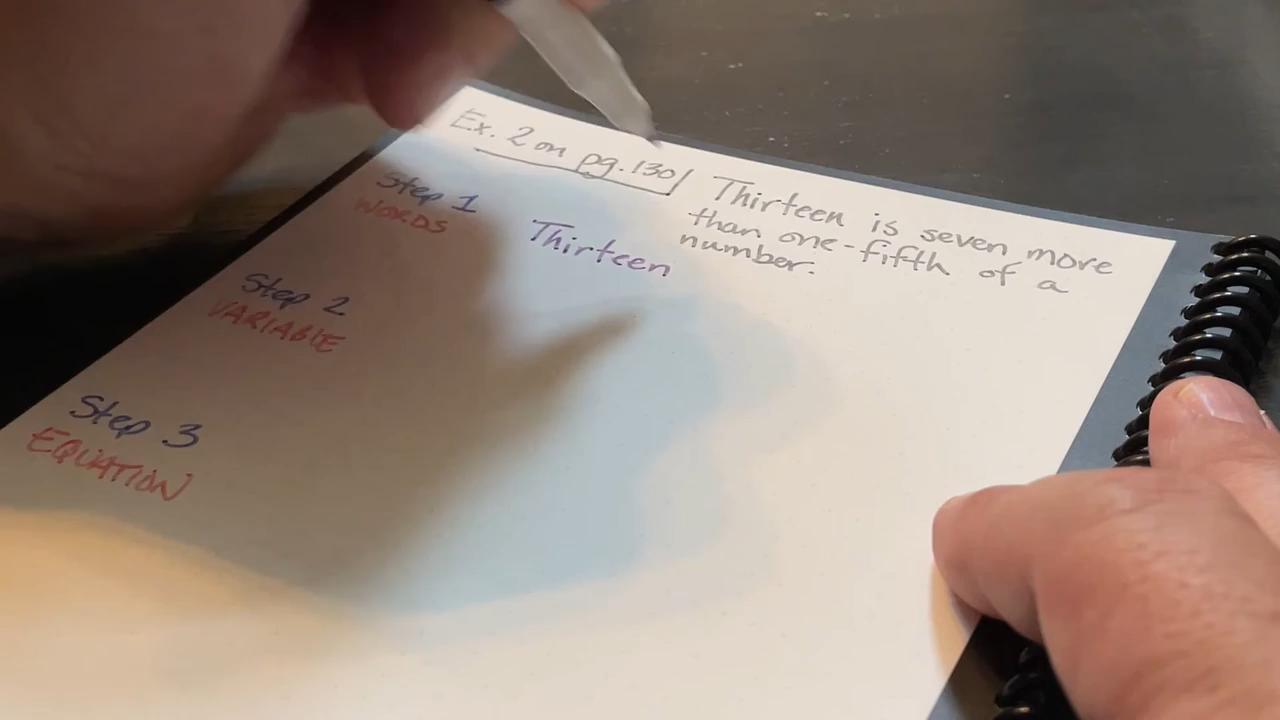 Ex. 2 on pg. 130
Thirteen is seven more
than one-fifth of a
number.
Step 1
WORDS
Thirteen
Step 2
VARIABLE
Step 3
EQUATION